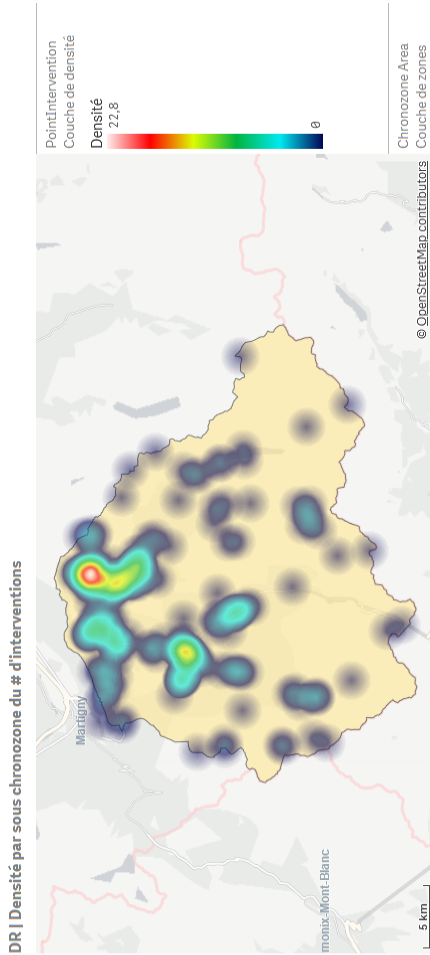 DR | Densité par sous chronozone du # d'interventions
Martigny
monix-Mont-Blanc
5 km
© OpenStreetMap contributors
PointIntervention
Couche de densité
Densité
22,8
0
Chronozone Area
Couche de zones